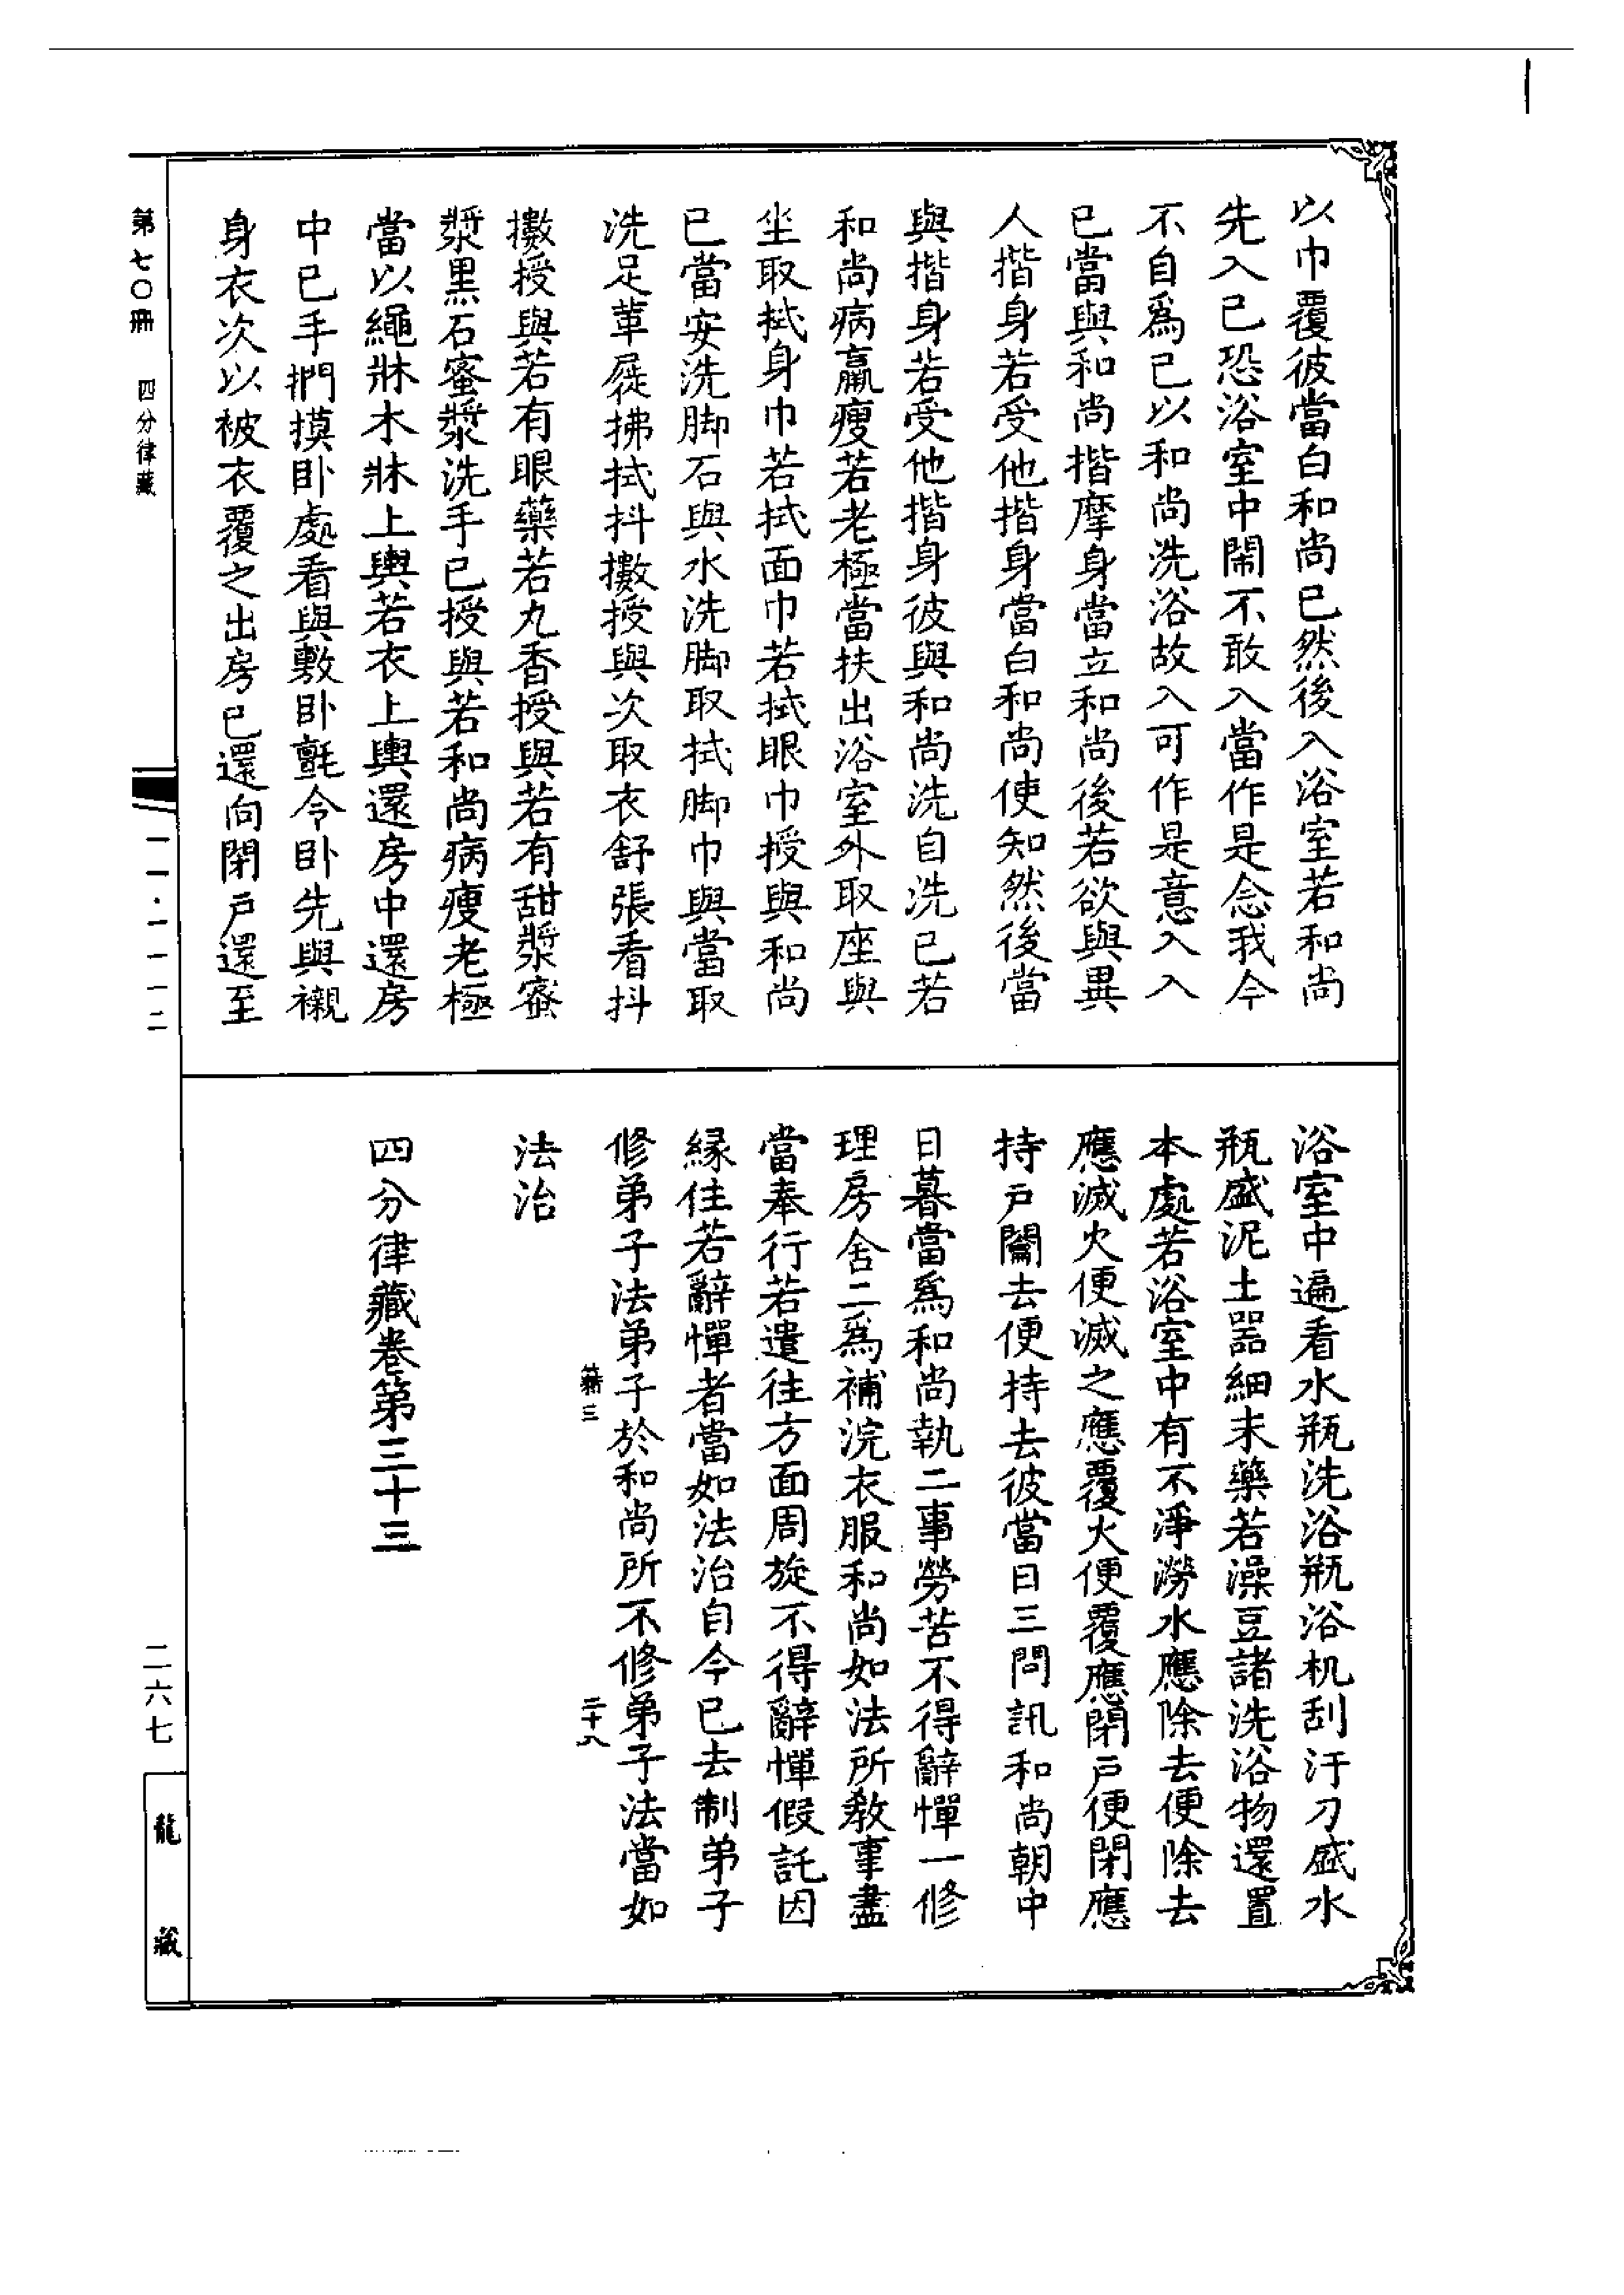 以巾覆彼當白和尚已然後入浴室若和尚
先入已恐浴室中閙不敢入當作是念我今
不自爲己以和尚洗浴故入可作是意入入
已當與和尚揩摩身當立和尚後若欲與異
人揩身若受他揩身當白和尚使知然後當
與揩身若受他揩身彼與和尚洗自洗已若
和尚病羸瘦若老極當扶出浴室外取座與
坐取拭身巾若拭面巾若拭眼巾授與和尚
已當安洗脚石與水洗脚取拭脚巾與當取
洗足革屣拂拭抖擻授與次取衣舒張看抖
擻授與若有眼藥若丸香授與若有甜漿蜜
漿黒石蜜漿洗手已授與若和尚病瘦老極
當以繩牀木牀上輿若衣上輿還房中還房
中已手捫摸卧處看與敷卧氈令卧先與襯
身衣次以被衣覆之出房已還向閉戸還至
浴室中遍看水瓶洗浴瓶浴机刮汗刀盛水
瓶盛泥土器細末藥若澡豆諸洗浴物還置
本處若浴室中有不淨澇水應除去便除去
應滅火便滅之應覆火便覆應閉戸便閉應
持戸鑰去便持去彼當日三問訊和尚朝中
日暮當爲和尚執二事勞苦不得辭憚一修
理房舍二爲補浣衣服和尚如法所敎事盡
當奉行若遣往方面周旋不得辭憚假託因
縁住若辭憚者當如法治自今已去制弟子
修弟子法弟子於和尚所不修弟子法當如
籍三
二十八
法治
四分律藏卷第三十三
第七〇冊
四分律藏
一一·一一一二
二六七
龍藏